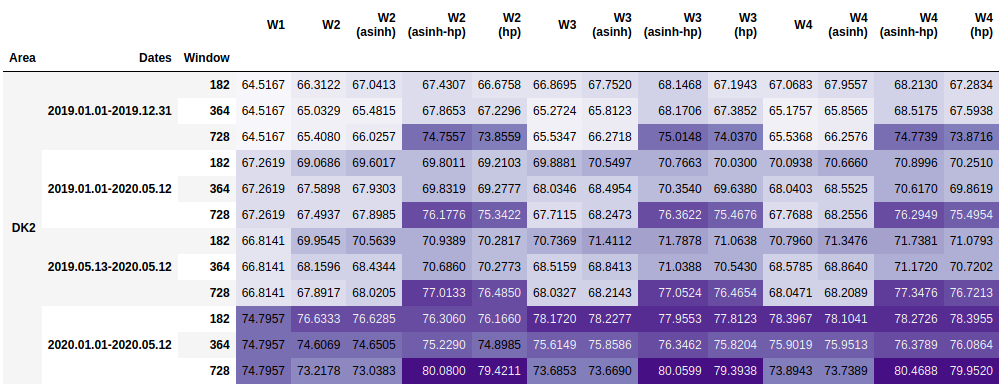 W1 W2 W2 (asinh) W2 (asinh-hp) W2 (hp) W3 W3 (asinh) W3 (asinh-hp) W3 (hp) W4 W4 (asinh) W4 (asinh-hp) W4 (hp)
Area Dates Window
DK2 2019.01.01-2019.12.31 182 64.5167 66.3122 67.0413 67.4307 66.6758 66.8695 67.7520 68.1468 67.1943 67.0683 67.9557 68.2130 67.2834
364 64.5167 65.0329 65.4815 67.8653 67.2296 65.2724 65.8123 68.1706 67.3852 65.1757 65.8565 68.5175 67.5938
728 64.5167 65.4080 66.0257 74.7557 73.8559 65.5347 66.2718 75.0148 74.0370 65.5368 66.2576 74.7739 73.8716
2019.01.01-2020.05.12 182 67.2619 69.0686 69.6017 69.8011 69.2103 69.8881 70.5497 70.7663 70.0300 70.0938 70.6660 70.8996 70.2510
364 67.2619 67.5898 67.9303 69.8319 69.2777 68.0346 68.4954 70.3540 69.6380 68.0403 68.5525 70.6170 69.8619
728 67.2619 67.4937 67.8985 76.1776 75.3422 67.7115 68.2473 76.3622 75.4676 67.7688 68.2556 76.2949 75.4954
2019.05.13-2020.05.12 182 66.8141 69.9545 70.5639 70.9389 70.2817 70.7369 71.4112 71.7878 71.0638 70.7960 71.3476 71.7381 71.0793
364 66.8141 68.1596 68.4344 70.6860 70.2773 68.5159 68.8413 71.0388 70.5430 68.5785 68.8640 71.1720 70.7202
728 66.8141 67.8917 68.0205 77.0133 76.4850 68.0327 68.2143 77.0524 76.4654 68.0471 68.2089 77.3476 76.7213
2020.01.01-2020.05.12 182 74.7957 76.6333 76.6285 76.3060 76.1660 78.1720 78.2277 77.9553 77.8123 78.3967 78.1041 78.2726 78.3955
364 74.7957 74.6069 74.6505 75.2290 74.8985 75.6149 75.8586 76.3462 75.8204 75.9019 75.9513 76.3789 76.0864
728 74.7957 73.2178 73.0383 80.0800 79.4211 73.6853 73.6690 80.0599 79.3938 73.8943 73.7389 80.4688 79.9520